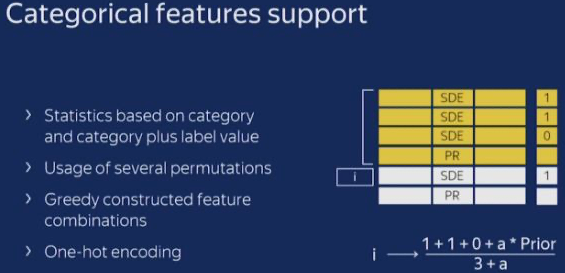 Categorical features support
› Statistics based on category
and category plus label value
› Usage of several permutations
› Greedy constructed feature
combinations
› One-hot encoding
SDE 1
SDE 1
SDE 0
PR
i SDE 1
PR
i → 1 + 1 + 0 + a * Prior
3 + a